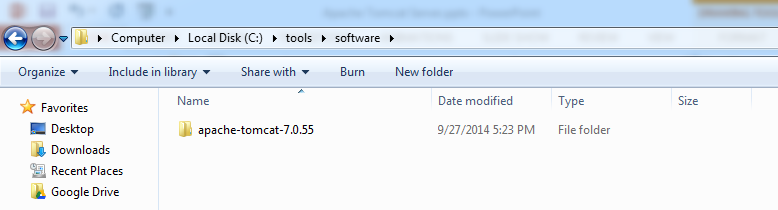 Computer Local Disk (C:) tools software
Organize Include in library Share with Burn New folder
Favorites
Desktop
Downloads
Recent Places
Google Drive
Name Date modified Type Size
apache-tomcat-7.0.55 9/27/2014 5:23 PM File folder